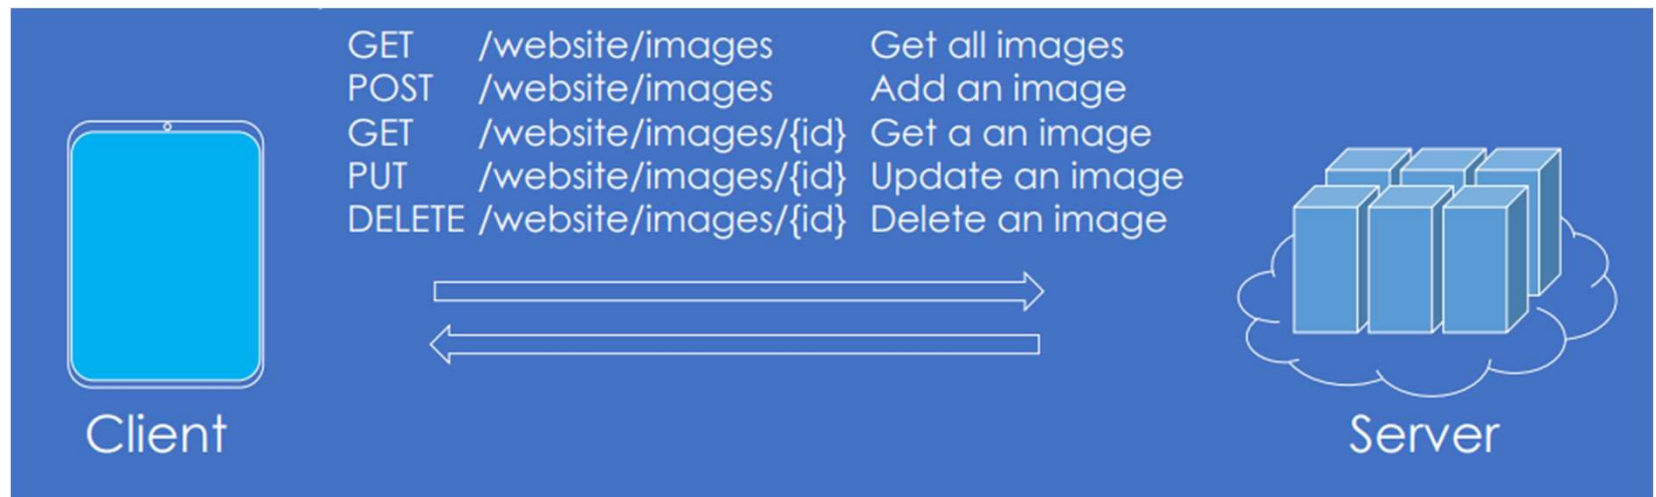 GET /website/images Get all images
POST /website/images Add an image
GET /website/images/{id} Get a an image
PUT /website/images/{id} Update an image
DELETE /website/images/{id} Delete an image
Client
Server